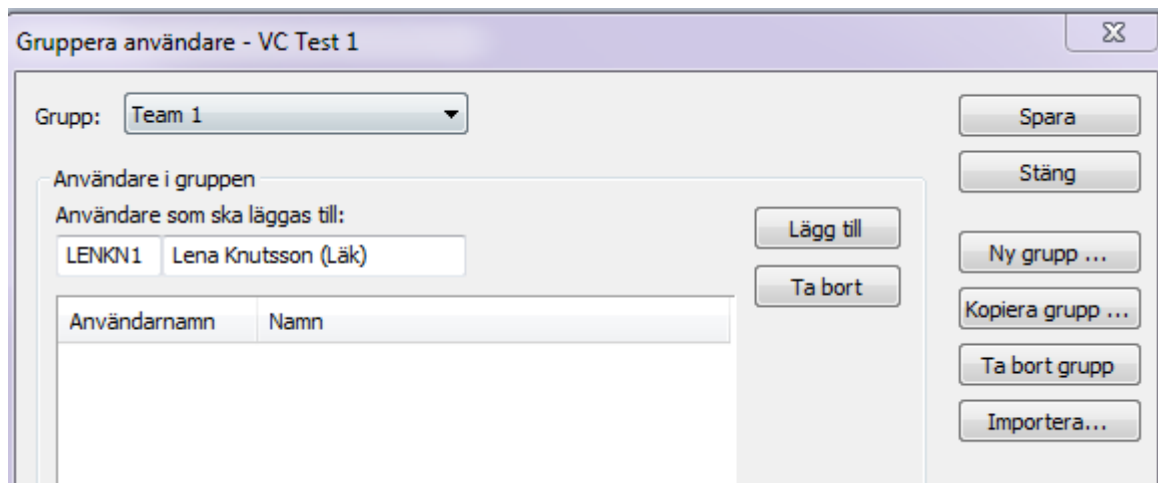 Gruppera användare - VC Test 1
Grupp: Team 1
Spara
Stäng
Användare i gruppen
Användare som ska läggas till:
LENKN1 Lena Knutsson (Läk)
Lägg till
Ta bort
Ny grupp ...
Kopiera grupp ...
Ta bort grupp
Importera...
Användarnamn Namn